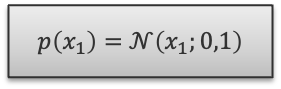 p(x₁) = 𝒩(x₁; 0,1)